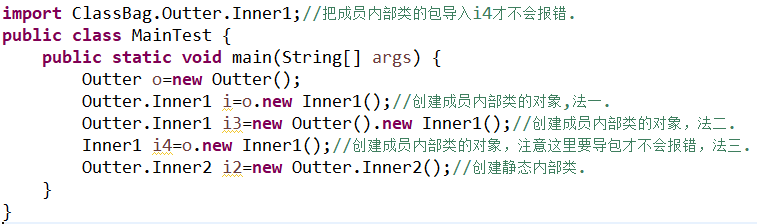 import ClassBag.Outter.Inner1;//把成员内部类的包导入i4才不会报错.
public class MainTest {
    public static void main(String[] args) {
        Outter o=new Outter();
        Outter.Inner1 i=o.new Inner1();//创建成员内部类的对象,法一.
        Outter.Inner1 i3=new Outter().new Inner1();//创建成员内部类的对象，法二.
        Inner1 i4=o.new Inner1();//创建成员内部类的对象，注意这里要导包才不会报错，法三.
        Outter.Inner2 i2=new Outter.Inner2();//创建静态内部类.
    }
}